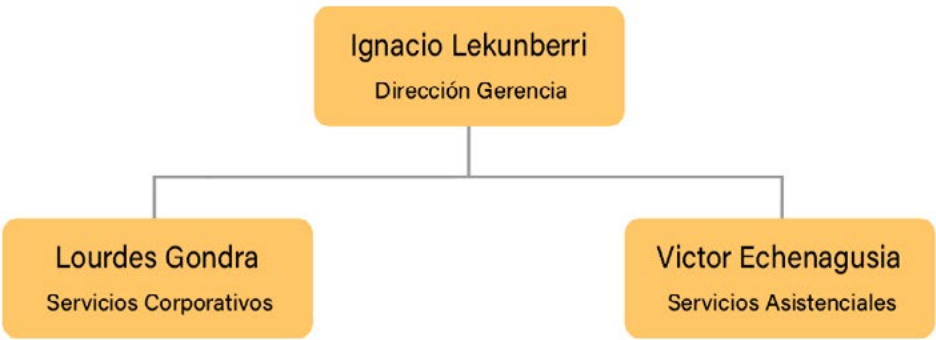 Ignacio Lekunberri
Dirección Gerencia
Lourdes Gondra
Servicios Corporativos
Victor Echenagusia
Servicios Asistenciales